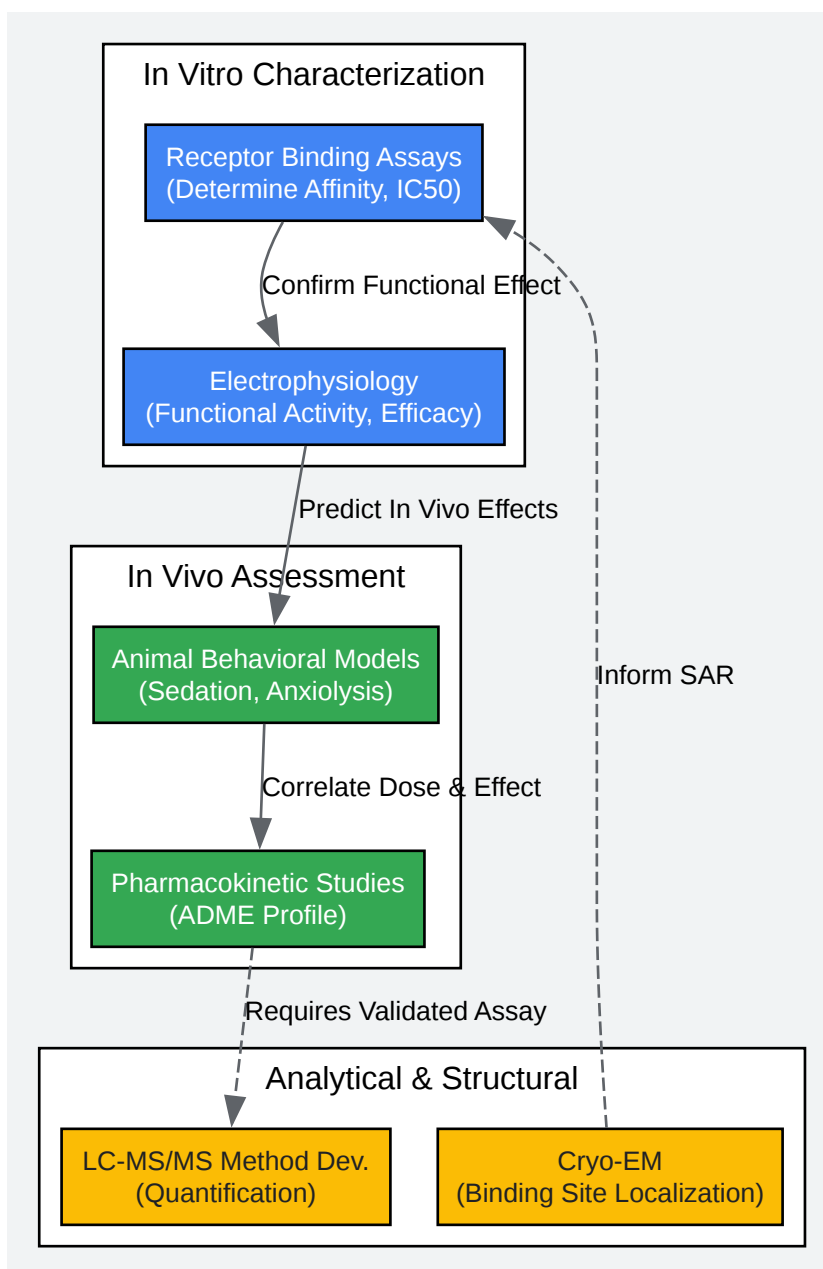 In Vitro Characterization
Receptor Binding Assays
(Determine Affinity, IC50)
Confirm Functional Effect
Electrophysiology
(Functional Activity, Efficacy)
Predict In Vivo Effects
In Vivo Assessment
Animal Behavioral Models
(Sedation, Anxiolysis)
Inform SAR
Correlate Dose & Effect
Pharmacokinetic Studies
(ADME Profile)
Requires Validated Assay
Analytical & Structural
LC-MS/MS Method Dev.
(Quantification)
Cryo-EM
(Binding Site Localization)